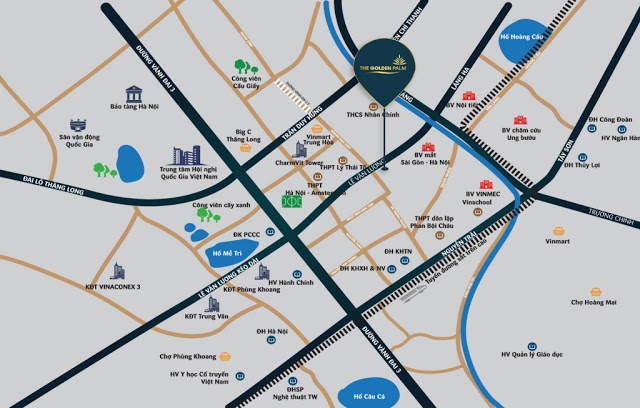 THE GOLDEN PALM
ĐƯỜNG VÀNH ĐAI 3
Bảo tàng Hà Nội
Công viên
Cầu Giấy
Hồ Hoàng Cầu
LÁNG HẠ
BV Nội tiết
THCS Nhân Chính
TRẦN DUY HƯNG
Sân vận động
Quốc Gia
Big C
Thăng Long
Vinmart
Trung Hòa
CharmVit Tower
BV châm cứu
Ung bướu
ĐH Công Đoàn
HV Ngân Hàn
TÂY SƠN
ĐH Thủy Lợi
Trung tâm Hội nghị
Quốc Gia Việt Nam
THPT Lý Thái Tổ
LÊ VĂN LƯƠNG
BV mắt
Sài Gòn - Hà Nội
THPT
Hà Nội - Amsterdam
ĐẠI LỘ THĂNG LONG
BV VINMEC
Vinschool
Công viên cây xanh
TRƯỜNG CHINH
THPT dân lập
Phan Bội Châu
ĐK PCCC
Vinmart
NGUYỄN TRÃI
Tuyến đường sắt trên cao
Hồ Mễ Trì
ĐH KHTN
ĐH KHXH & NV
LÊ VĂN LƯƠNG KÉO DÀI
KĐT VINACONEX 3
KĐT Phùng Khoang
HV Hành Chính
Chợ Hoàng Mai
KĐT Trung Văn
ĐH Hà Nội
ĐƯỜNG VÀNH ĐAI 3
Chợ Phùng Khoang
HV Quản lý Giáo dục
HV Y học Cổ truyền
Việt Nam
ĐHSP
Nghệ thuật TW
Hồ Câu Cá